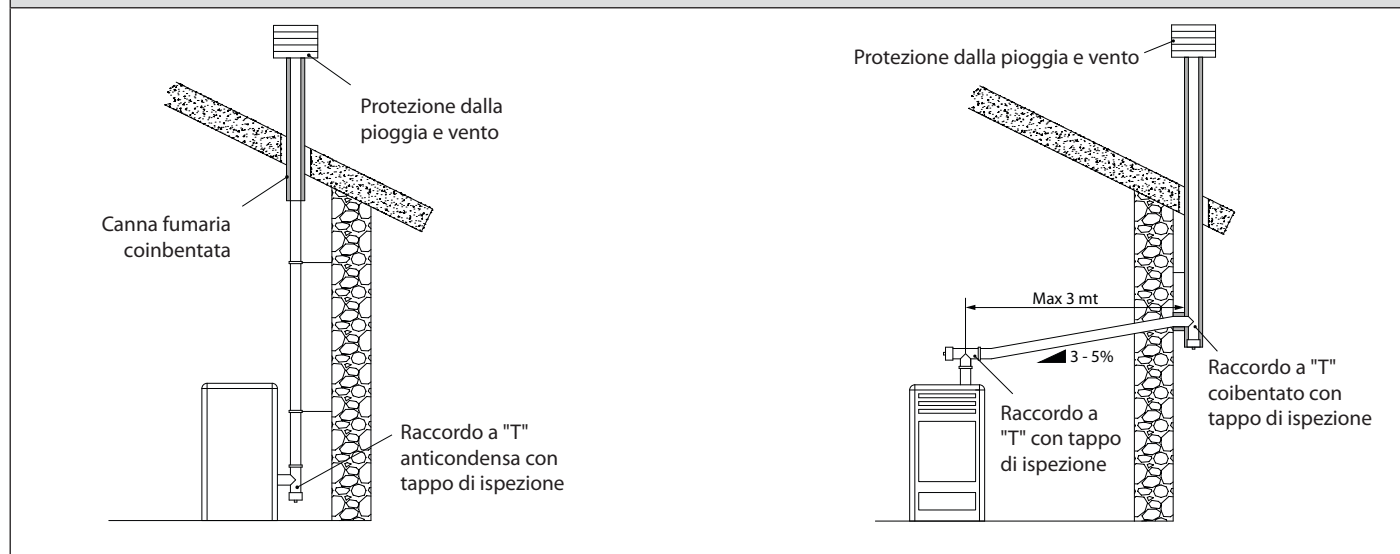 Protezione dalla
pioggia e vento
Canna fumaria
coinbentata
Raccordo a "T"
anticondensa con
tappo di ispezione
Protezione dalla pioggia e vento
Max 3 mt
3 - 5%
Raccordo a
"T" con tappo
di ispezione
Raccordo a "T"
coibentato con
tappo di ispezione